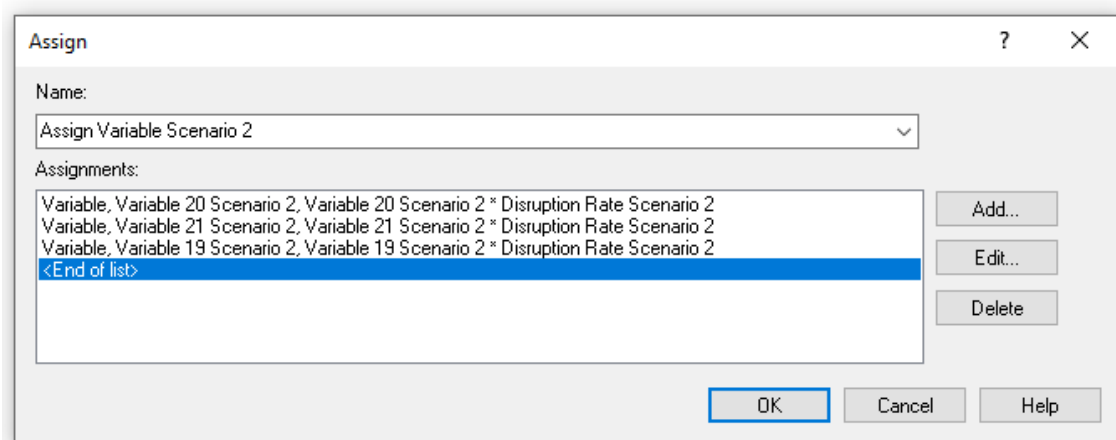 Assign
?
Name:
Assign Variable Scenario 2
Assignments:
Variable, Variable 20 Scenario 2, Variable 20 Scenario 2 * Disruption Rate Scenario 2
Variable, Variable 21 Scenario 2, Variable 21 Scenario 2 * Disruption Rate Scenario 2
Variable, Variable 19 Scenario 2, Variable 19 Scenario 2 * Disruption Rate Scenario 2
<End of list>
Add...
Edit...
Delete
OK Cancel Help